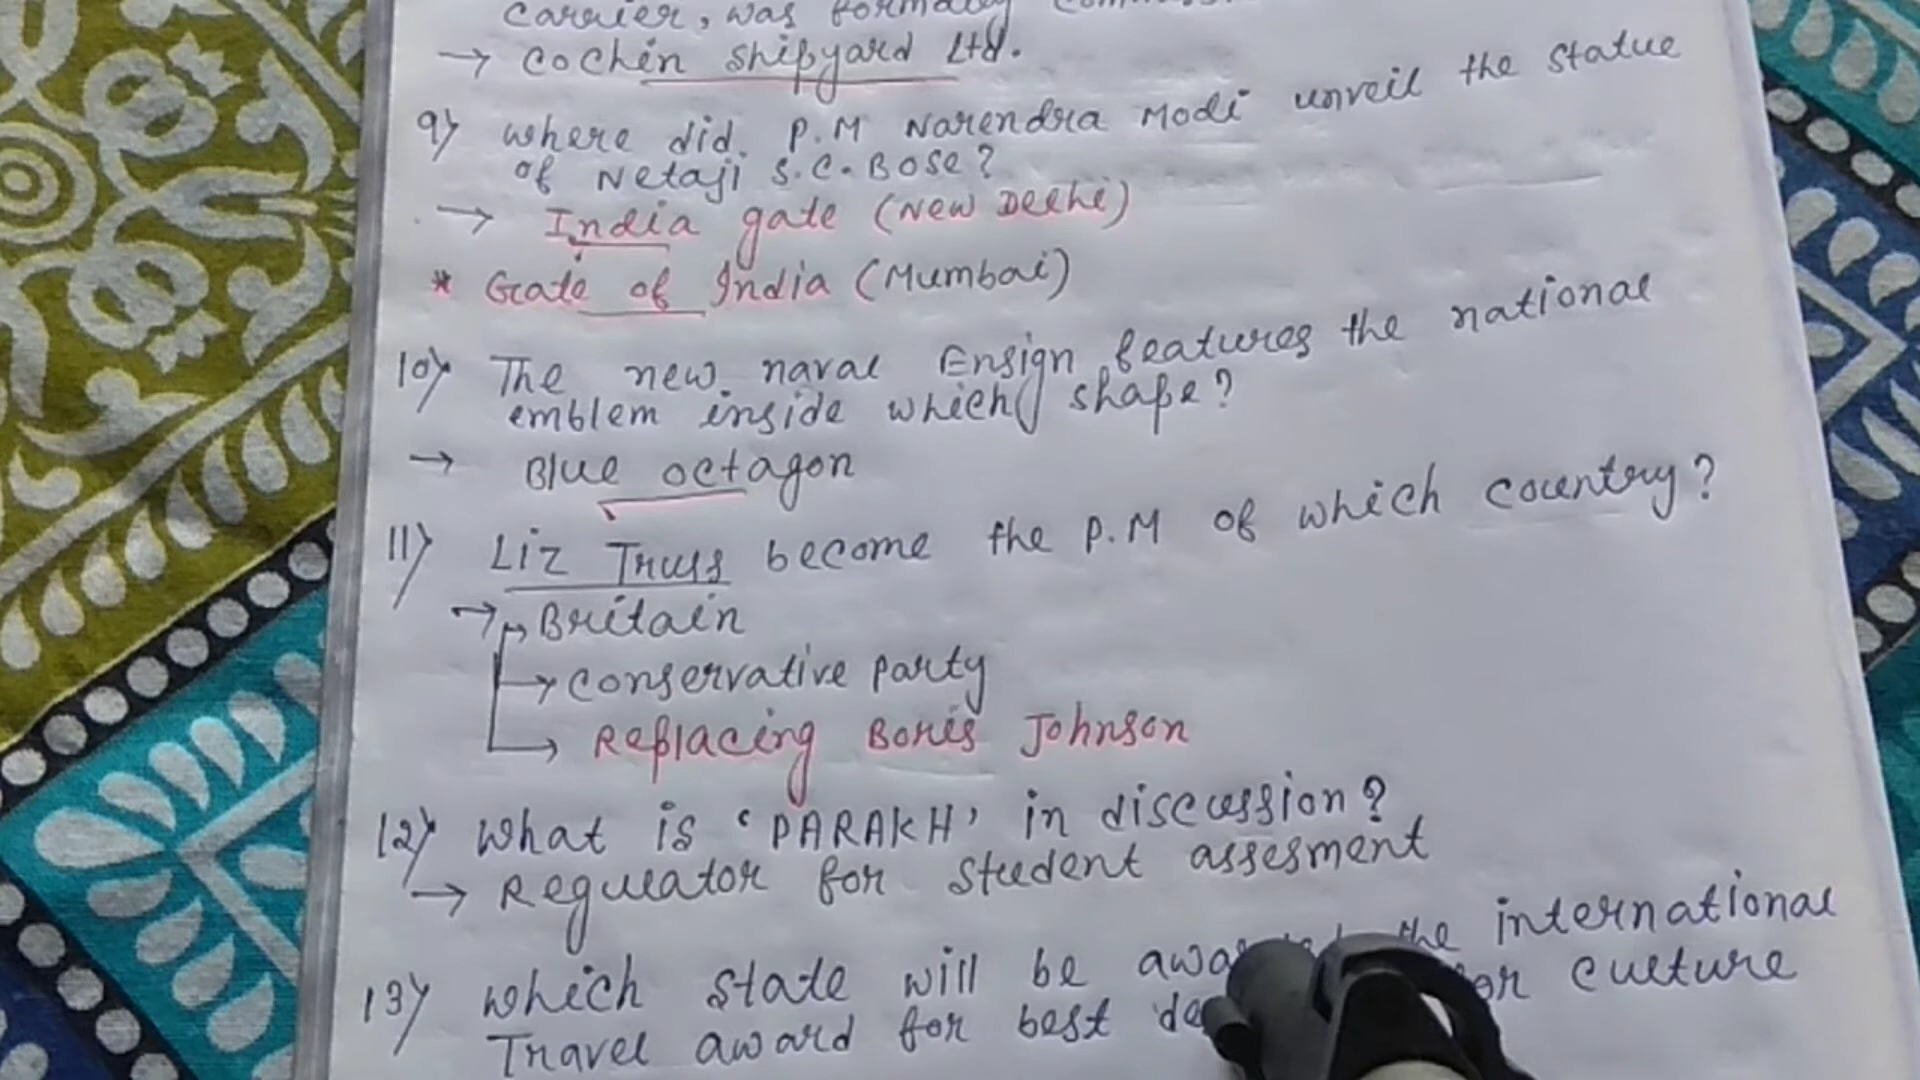 carrier, was formally
→ Cochin Shipyard Ltd.
9) Where did P.M Narendra Modi unveil the statue
of Netaji S.C. Bose?
→ India gate (New Delhi)
* Gate of India (Mumbai)
10) The new naval Ensign features the national
emblem inside which shape?
→ Blue octagon
11) Liz Truss become the P.M of which country?
→ → Britain
→ conservative party
→ Replacing Boris Johnson
12) What is 'PARAKH' in discussion?
→ Regulator for student assesment
13) Which state will be the international
Travel award for best culture